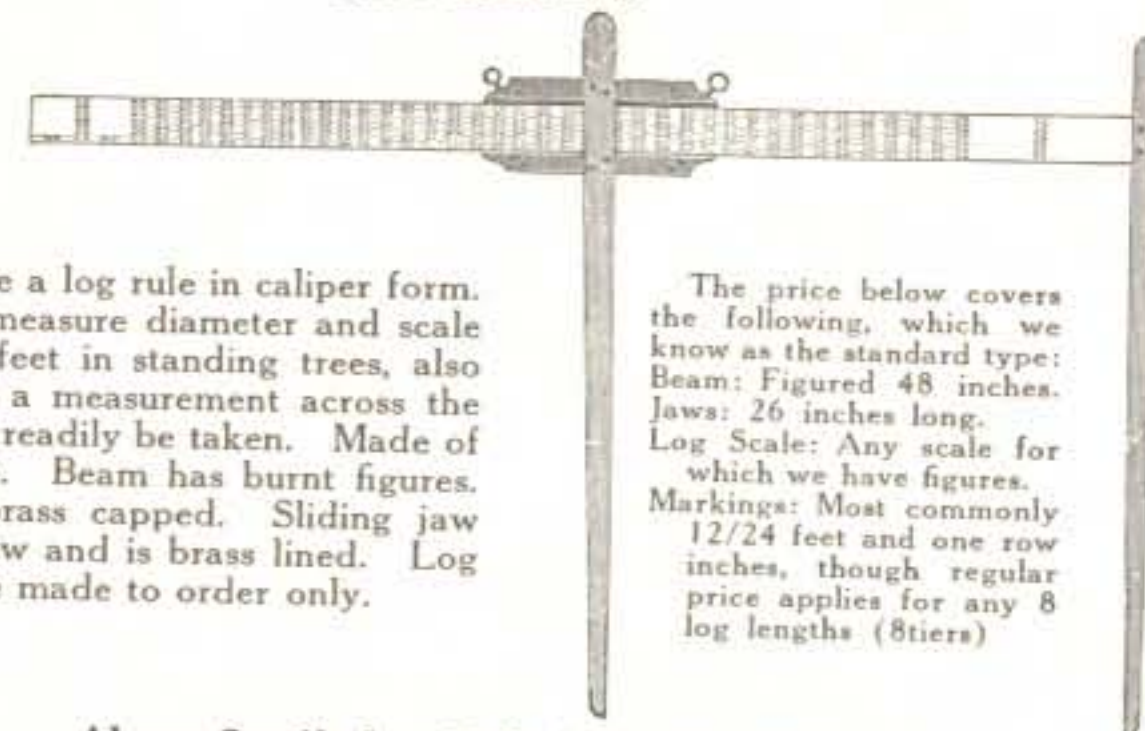 e a log rule in caliper form.
measure diameter and scale
feet in standing trees, also
a measurement across the
readily be taken. Made of
. Beam has burnt figures.
brass capped. Sliding jaw
w and is brass lined. Log
made to order only.
The price below covers
the following, which we
know as the standard type:
Beam: Figured 48 inches.
Jaws: 26 inches long.
Log Scale: Any scale for
which we have figures.
Markings: Most commonly
12/24 feet and one row
inches, though regular
price applies for any 8
log lengths (8tiers)